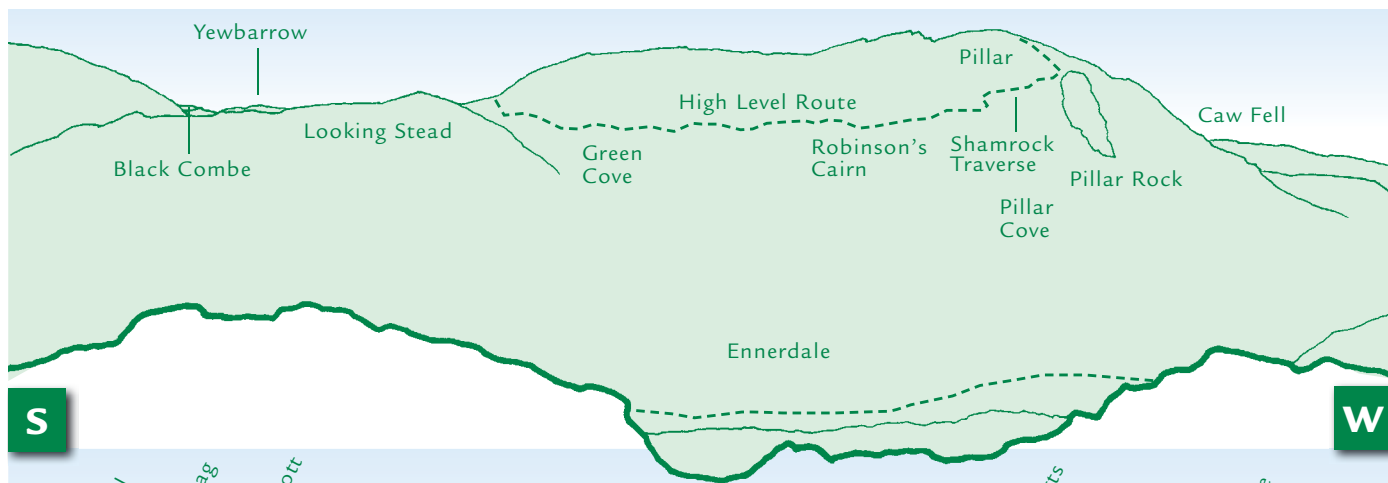 Yewbarrow
Pillar
High Level Route
Caw Fell
Looking Stead
Black Combe
Green
Cove
Robinson's
Cairn
Shamrock
Traverse
Pillar Rock
Pillar
Cove
Ennerdale
S
W